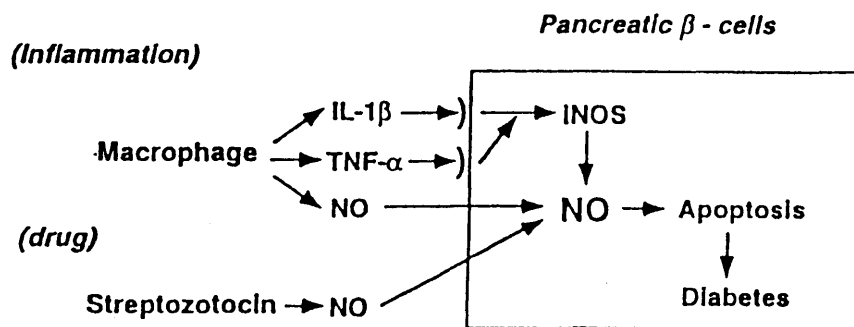 Pancreatic β - cells
(Inflammation)
IL-1β
iNOS
Macrophage
TNF-α
NO
NO
Apoptosis
(drug)
Diabetes
Streptozotocin
NO